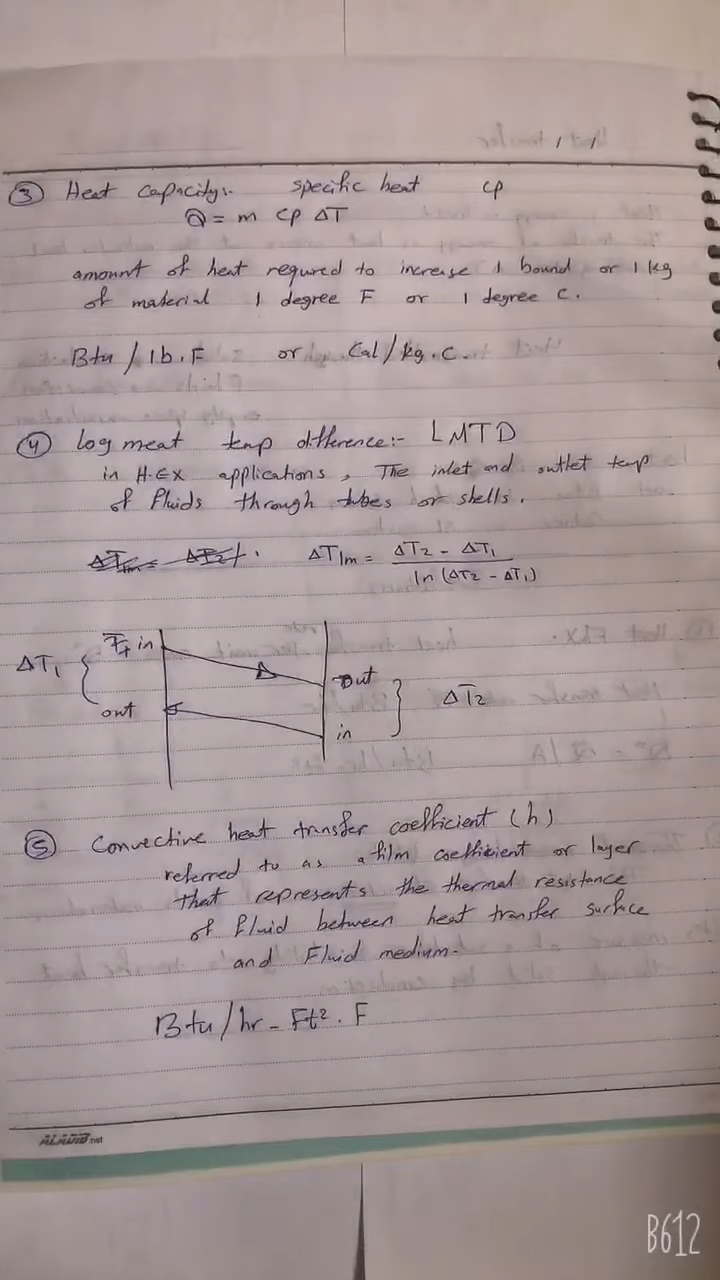 ③ Heat capacity:- specific heat cp
Q = m cp ΔT
amount of heat requred to increase 1 bound or 1 kg
of material 1 degree F or 1 degree c.
Btu / lb . F or Cal / kg . c .
④ Log meat temp difference:- LMTD
in H.EX applications , The inlet and outlet temp
of fluids through tubes or shells .
ΔTlm = ΔT2 - ΔT1 / ln (ΔT2 - ΔT1)
in
ΔT1
out
out
ΔT2
in
⑤ Convective heat transfer coefficient (h)
referred to as a film coefficient or layer
that represents the thermal resistance
of fluid between heat transfer surface
and Fluid medium.
Btu / hr - Ft² . F
ALAUIB.net
B612